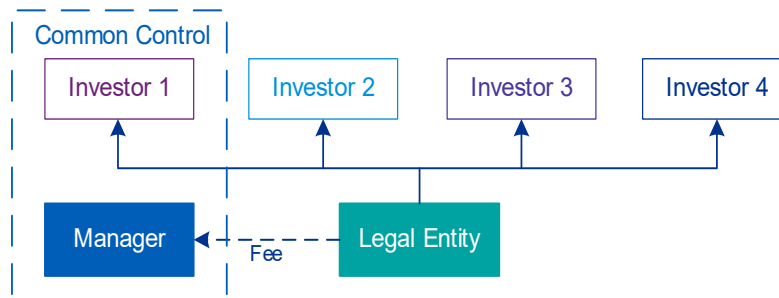 Common Control
Investor 1
Investor 2
Investor 3
Investor 4
Manager
Fee
Legal Entity